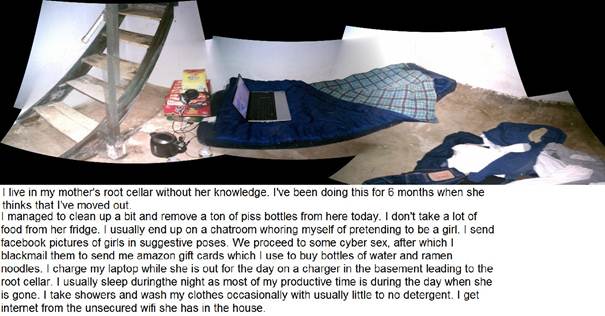 I live in my mother's root cellar without her knowledge. I've been doing this for 6 months when she
thinks that I've moved out.
I managed to clean up a bit and remove a ton of piss bottles from here today. I don't take a lot of
food from her fridge. I usually end up on a chatroom whoring myself of pretending to be a girl. I send
facebook pictures of girls in suggestive poses. We proceed to some cyber sex, after which I
blackmail them to send me amazon gift cards which I use to buy bottles of water and ramen
noodles. I charge my laptop while she is out for the day on a charger in the basement leading to the
root cellar. I usually sleep duringthe night as most of my productive time is during the day when she
is gone. I take showers and wash my clothes occasionally with usually little to no detergent. I get
internet from the unsecured wifi she has in the house.